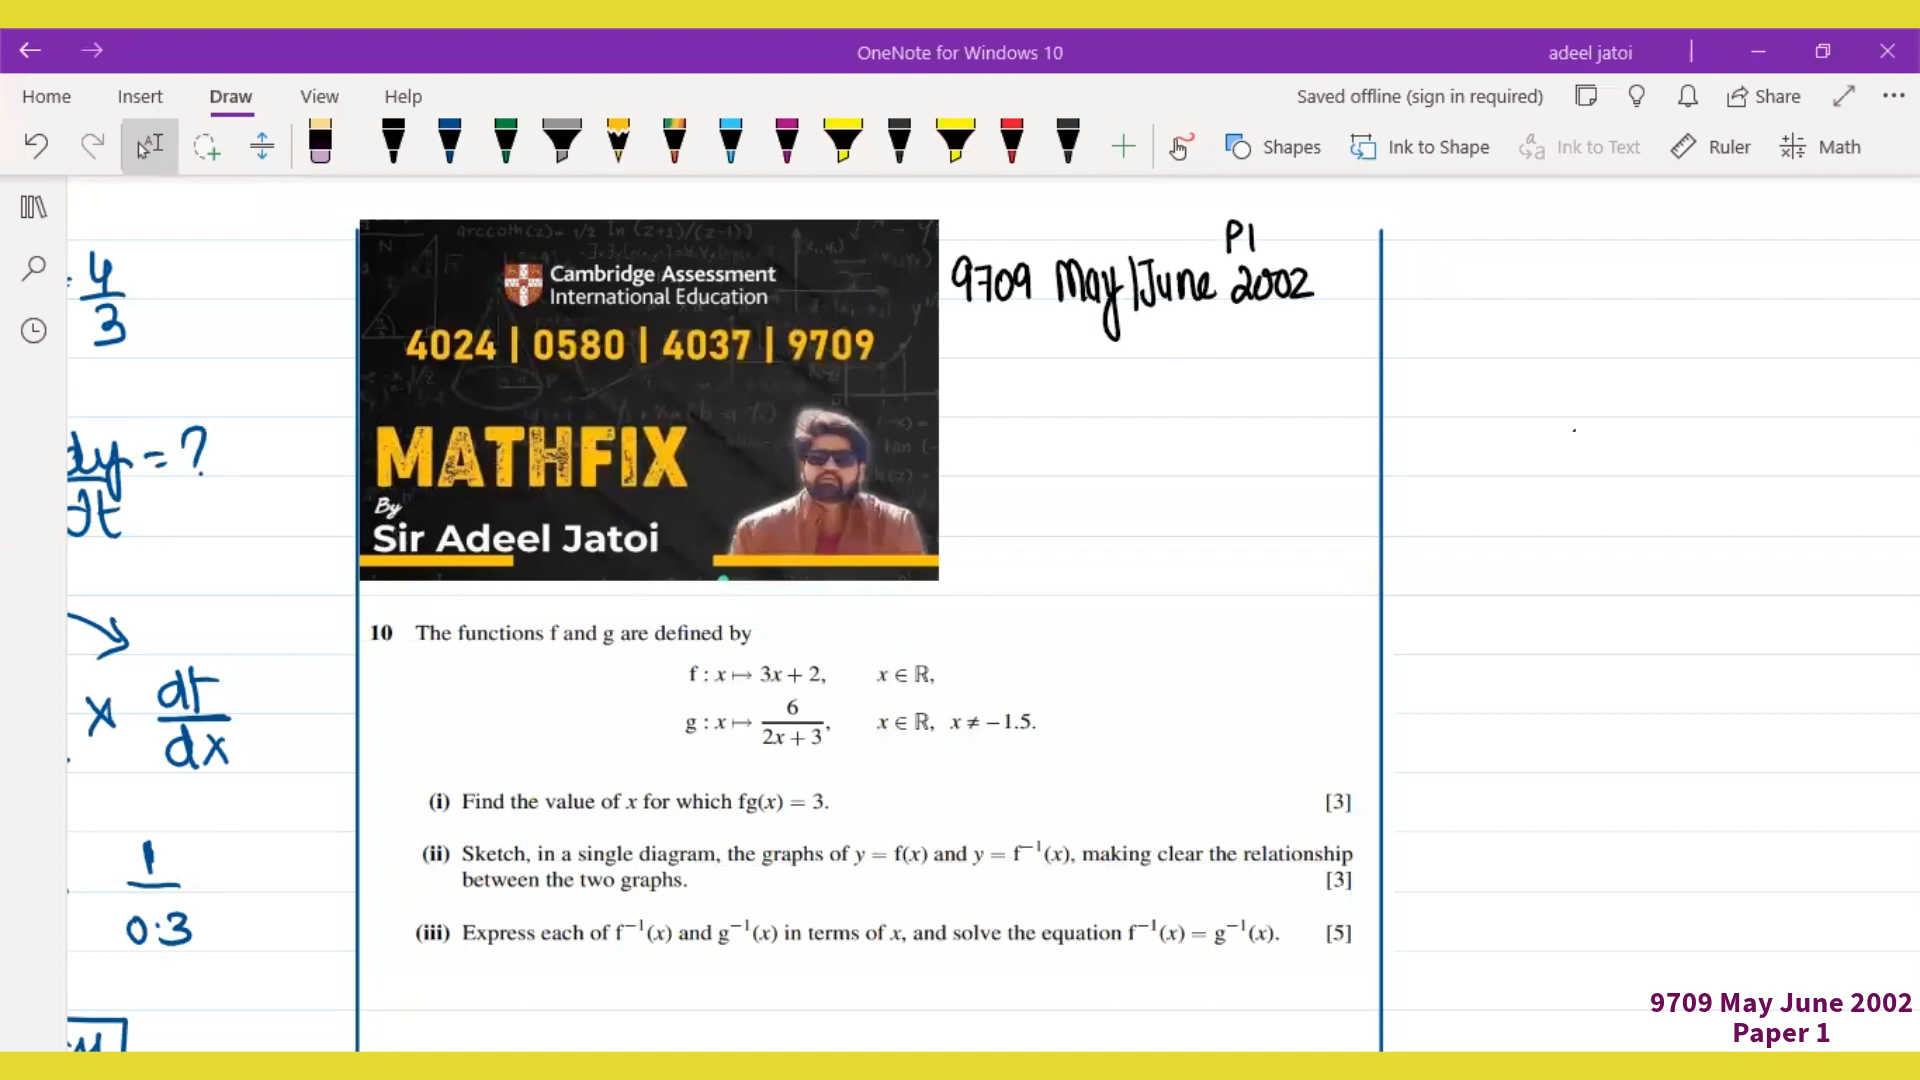 OneNote for Windows 10
adeel jatoi
Home Insert Draw View Help
Saved offline (sign in required)
Share
Shapes
Ink to Shape
Ink to Text
Ruler
Math
Cambridge Assessment
International Education
4024 | 0580 | 4037 | 9709
MATHFIX
By
Sir Adeel Jatoi
P1
9709 May/June 2002
4
3
dy = ?
dt
x dr
dx
1
0.3
10 The functions f and g are defined by
f : x ↦ 3x + 2, x ∈ ℝ,
g : x ↦ 6/(2x + 3), x ∈ ℝ, x ≠ −1.5.
(i) Find the value of x for which fg(x) = 3. [3]
(ii) Sketch, in a single diagram, the graphs of y = f(x) and y = f⁻¹(x), making clear the relationship
between the two graphs. [3]
(iii) Express each of f⁻¹(x) and g⁻¹(x) in terms of x, and solve the equation f⁻¹(x) = g⁻¹(x). [5]
9709 May June 2002
Paper 1